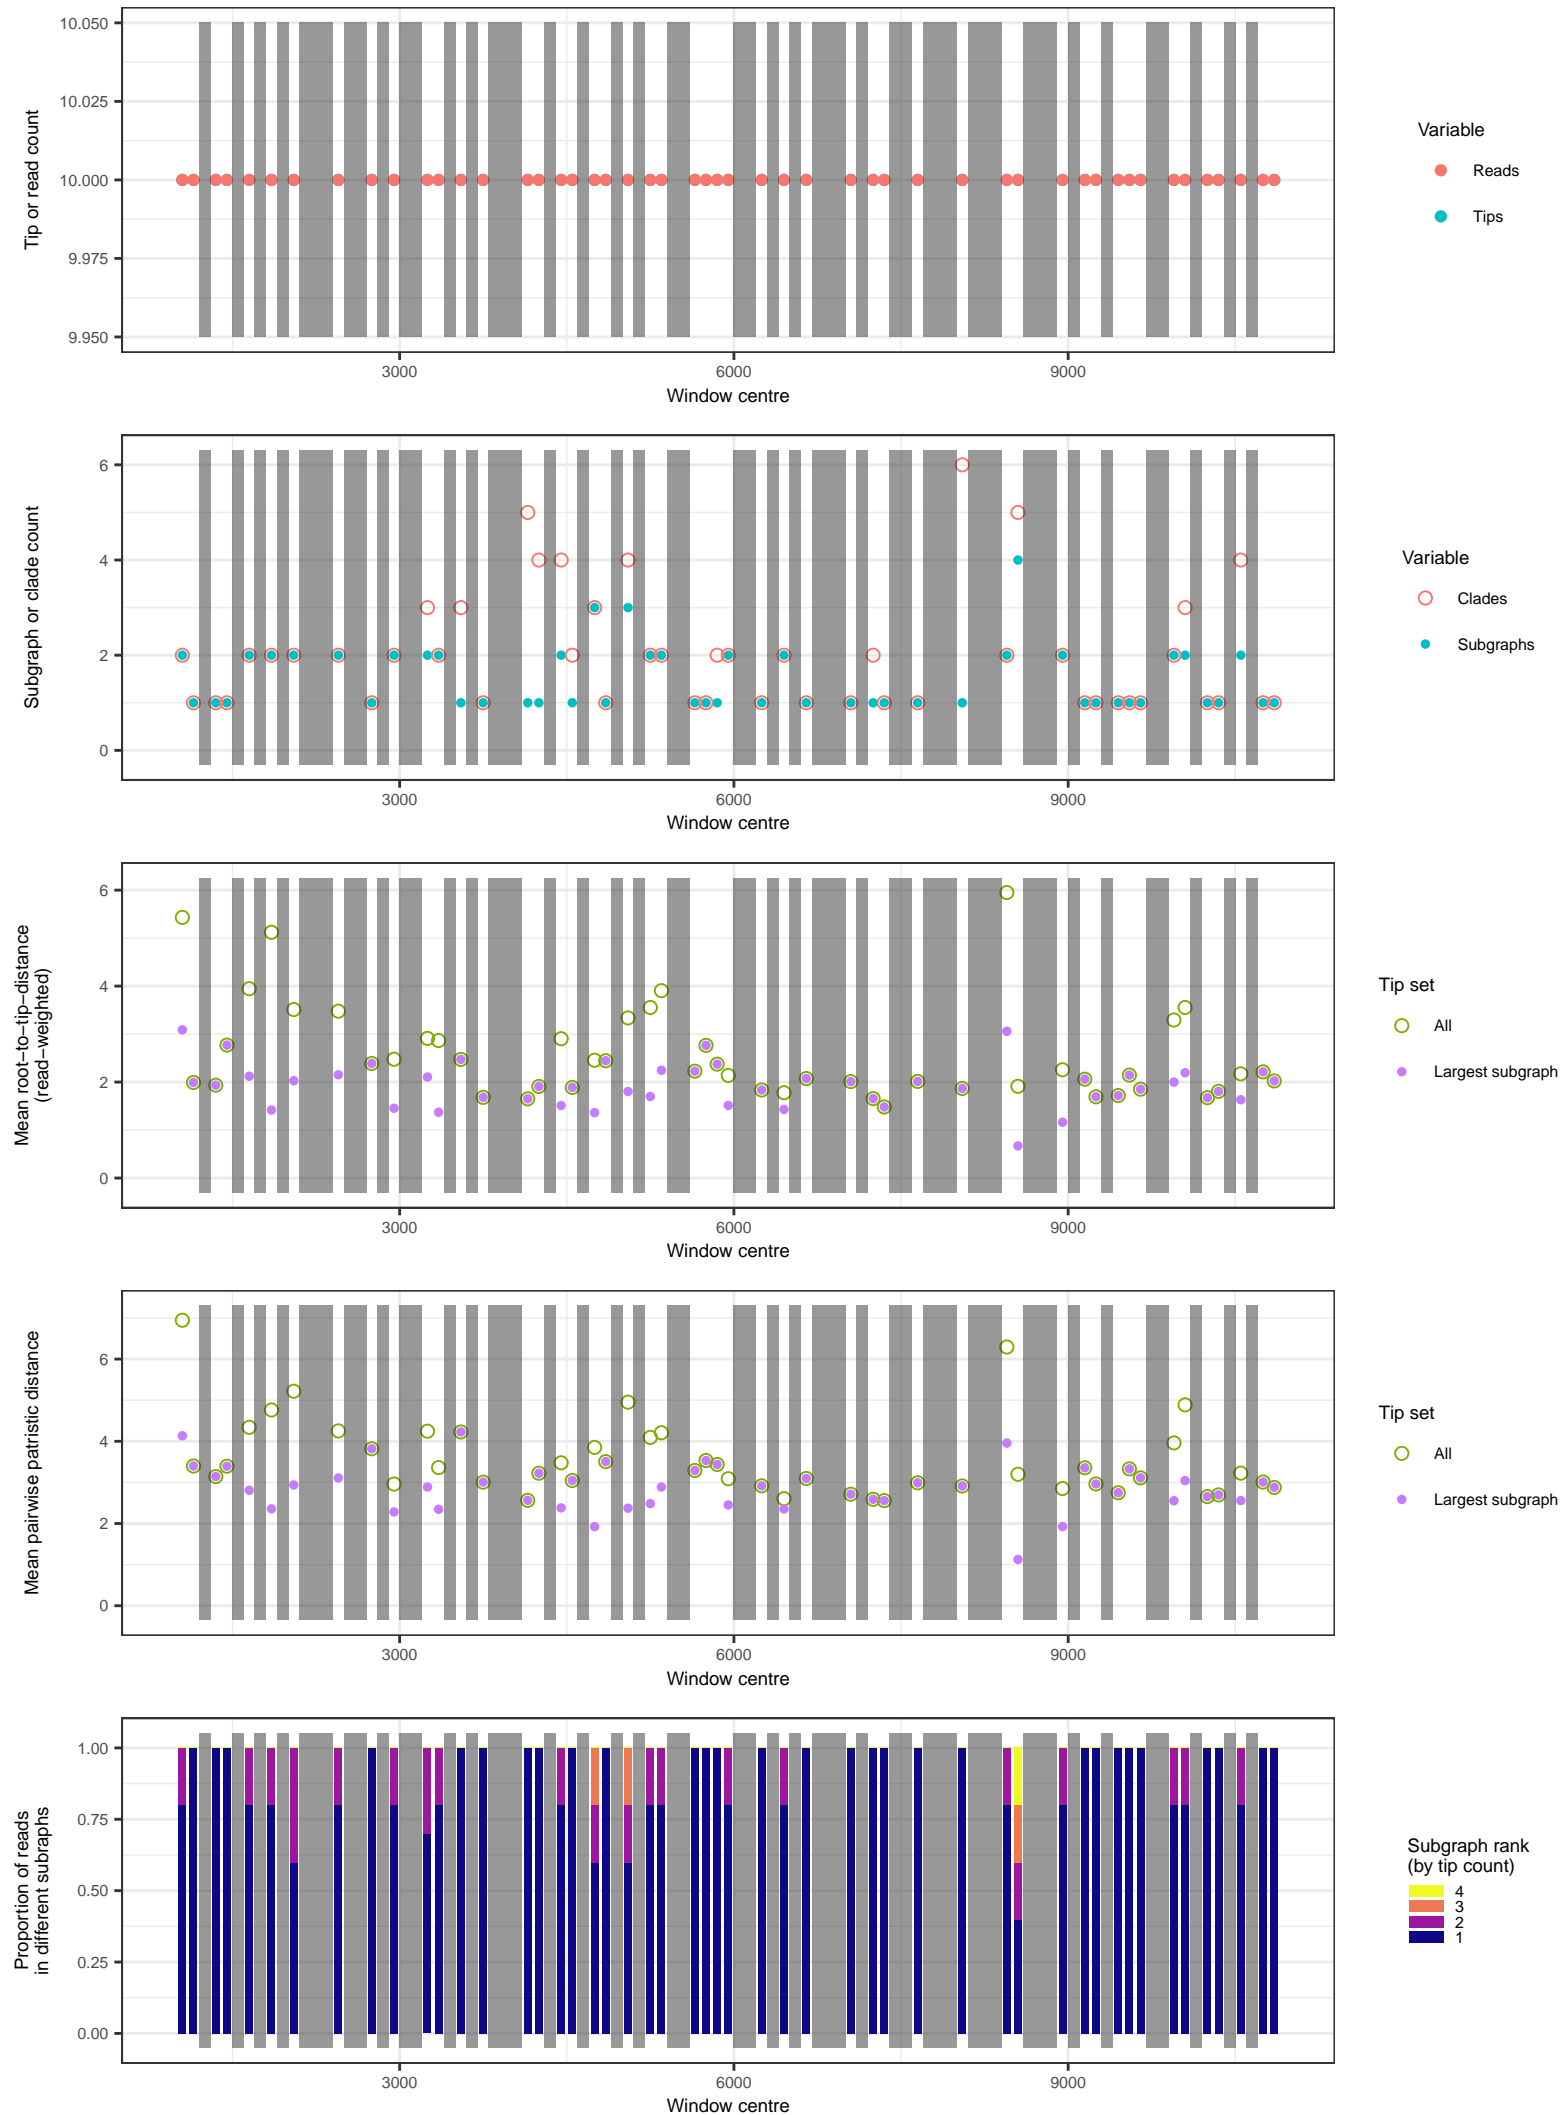 10.050
10.025
10.000
9.975
9.950
Tip or read count
3000
6000
9000
Window centre
Variable
Reads
Tips
6
4
2
0
Subgraph or clade count
3000
6000
9000
Window centre
Variable
Clades
Subgraphs
6
4
2
0
Mean root−to−tip−distance
(read−weighted)
3000
6000
9000
Window centre
Tip set
All
Largest subgraph
6
4
2
0
Mean pairwise patristic distance
3000
6000
9000
Window centre
Tip set
All
Largest subgraph
1.00
0.75
0.50
0.25
0.00
Proportion of reads
in different subraphs
3000
6000
9000
Window centre
Subgraph rank
(by tip count)
4
3
2
1